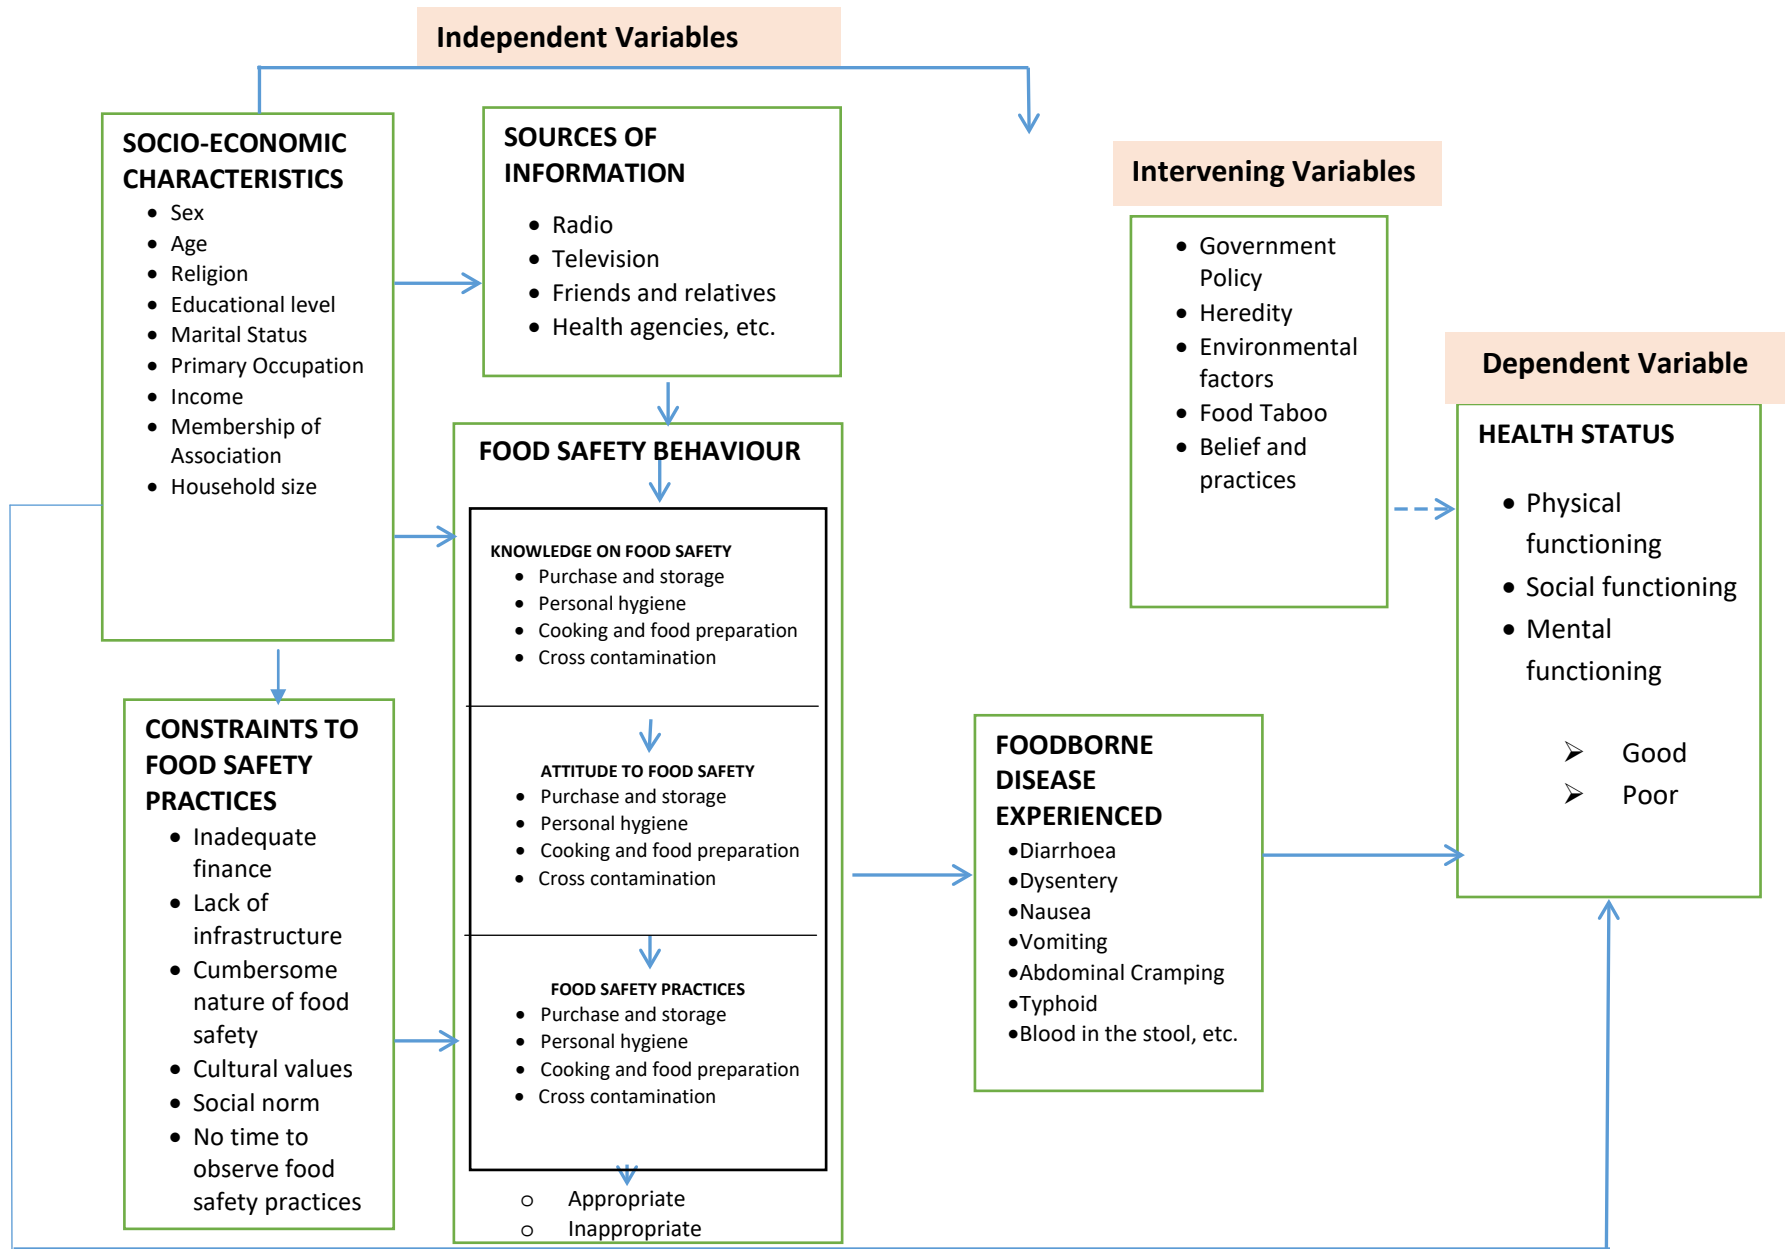 Independent Variables
SOCIO-ECONOMIC
CHARACTERISTICS
• Sex
• Age
• Religion
• Educational level
• Marital Status
• Primary Occupation
• Income
• Membership of
Association
• Household size
SOURCES OF
INFORMATION
• Radio
• Television
• Friends and relatives
• Health agencies, etc.
Intervening Variables
• Government
Policy
• Heredity
• Environmental
factors
• Food Taboo
• Belief and
practices
Dependent Variable
HEALTH STATUS
• Physical
functioning
• Social functioning
• Mental
functioning
➢ Good
➢ Poor
FOOD SAFETY BEHAVIOUR
KNOWLEDGE ON FOOD SAFETY
• Purchase and storage
• Personal hygiene
• Cooking and food preparation
• Cross contamination
ATTITUDE TO FOOD SAFETY
• Purchase and storage
• Personal hygiene
• Cooking and food preparation
• Cross contamination
FOOD SAFETY PRACTICES
• Purchase and storage
• Personal hygiene
• Cooking and food preparation
• Cross contamination
o Appropriate
o Inappropriate
CONSTRAINTS TO
FOOD SAFETY
PRACTICES
• Inadequate
finance
• Lack of
infrastructure
• Cumbersome
nature of food
safety
• Cultural values
• Social norm
• No time to
observe food
safety practices
FOODBORNE
DISEASE
EXPERIENCED
•Diarrhoea
•Dysentery
•Nausea
•Vomiting
•Abdominal Cramping
•Typhoid
•Blood in the stool, etc.